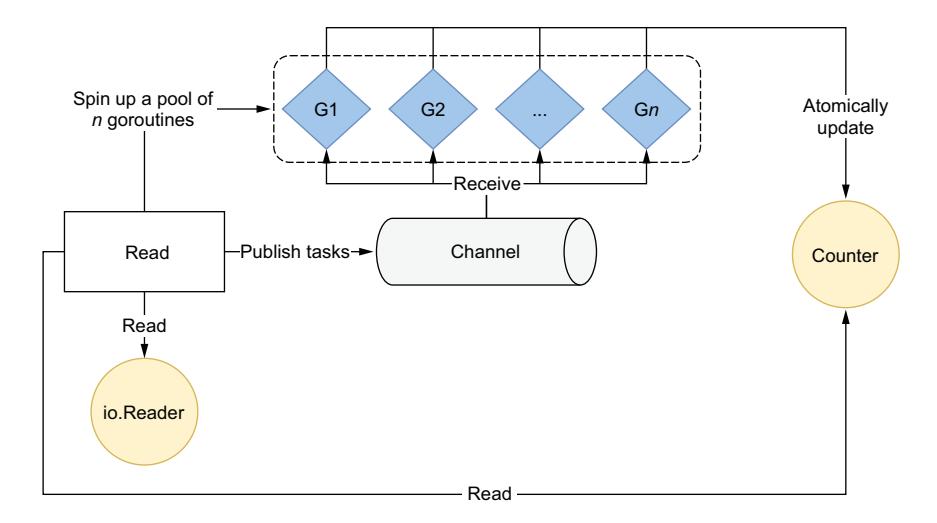 Spin up a pool of
n goroutines
G1
G2
...
Gn
Atomically
update
Receive
Read
Publish tasks
Channel
Counter
Read
io.Reader
Read